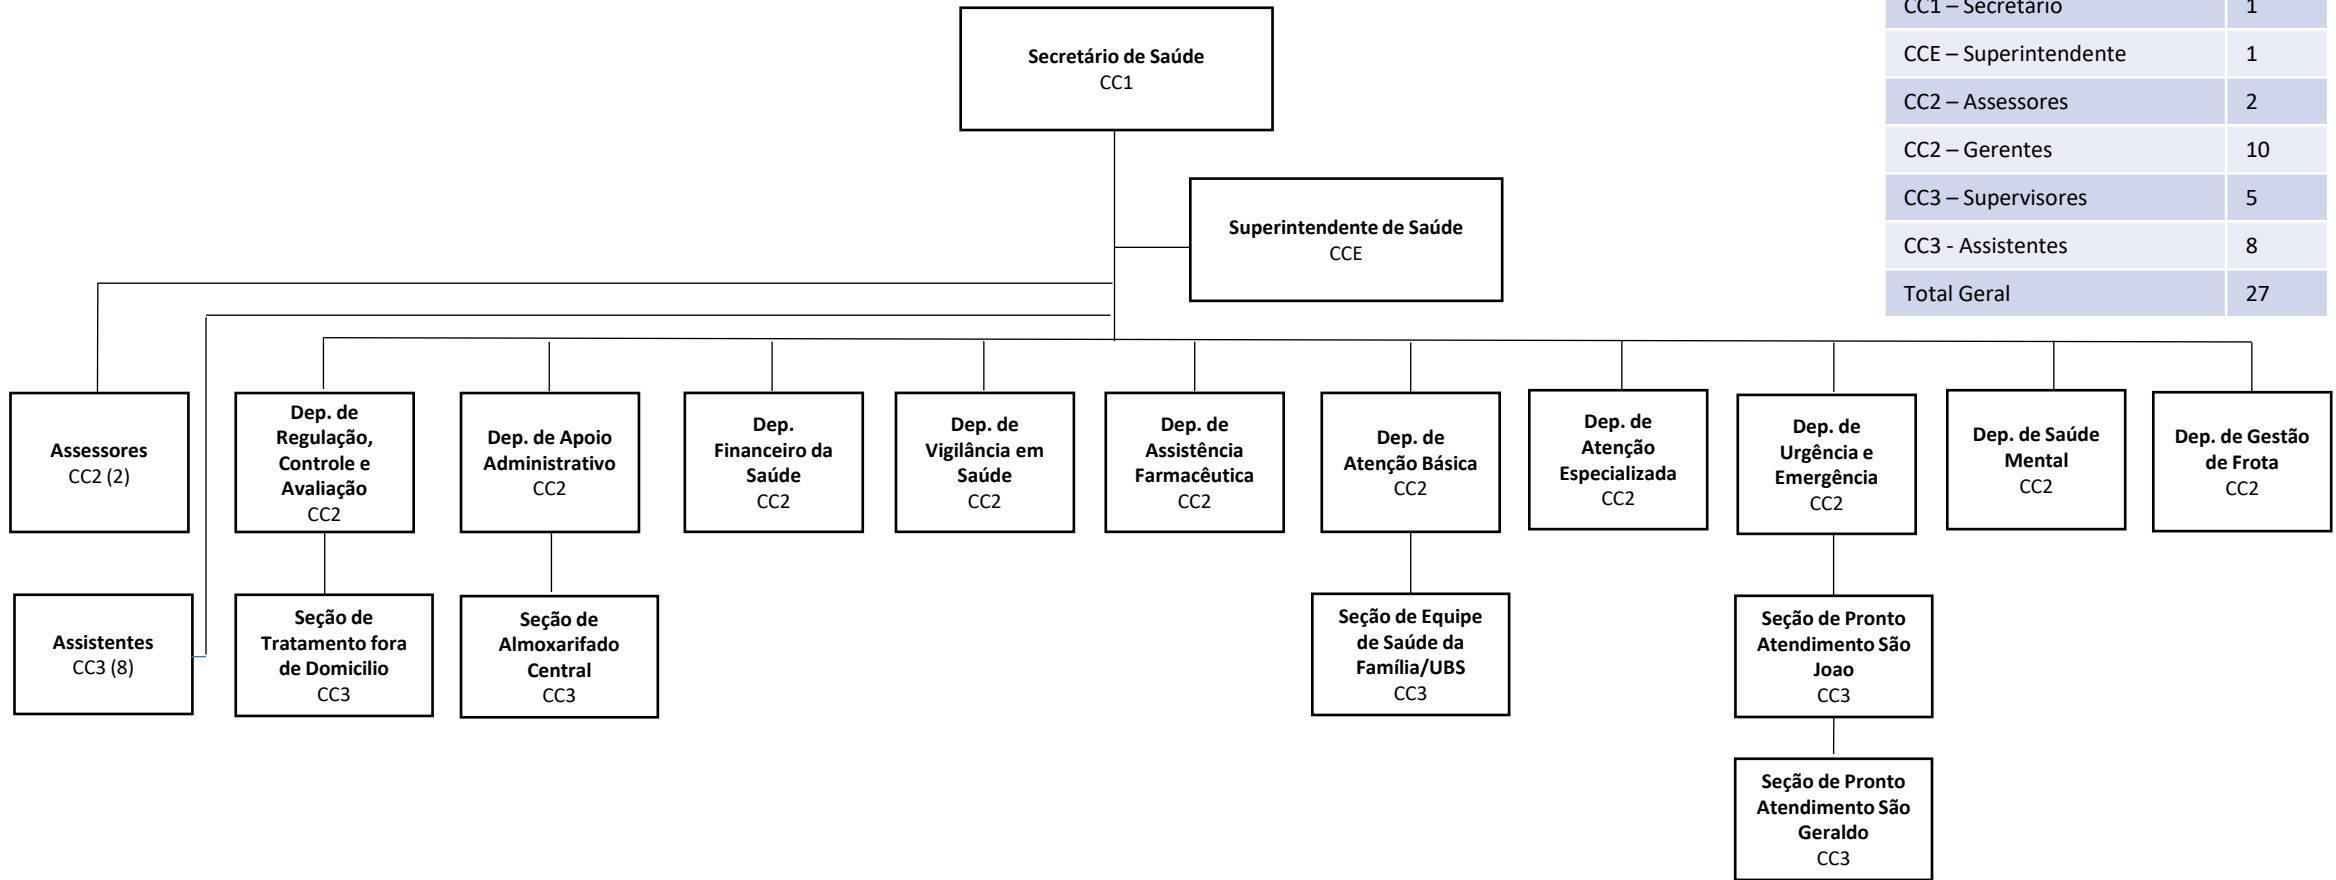 CC1 – Secretário 1
CCE – Superintendente 1
CC2 – Assessores 2
CC2 – Gerentes 10
CC3 – Supervisores 5
CC3 - Assistentes 8
Total Geral 27
Secretário de Saúde
CC1
Superintendente de Saúde
CCE
Assessores
CC2 (2)
Dep. de
Regulação,
Controle e
Avaliação
CC2
Dep. de Apoio
Administrativo
CC2
Dep.
Financeiro da
Saúde
CC2
Dep. de
Vigilância em
Saúde
CC2
Dep. de
Assistência
Farmacêutica
CC2
Dep. de
Atenção Básica
CC2
Dep. de
Atenção
Especializada
CC2
Dep. de
Urgência e
Emergência
CC2
Dep. de Saúde
Mental
CC2
Dep. de Gestão
de Frota
CC2
Assistentes
CC3 (8)
Seção de
Tratamento fora
de Domicilio
CC3
Seção de
Almoxarifado
Central
CC3
Seção de Equipe
de Saúde da
Família/UBS
CC3
Seção de Pronto
Atendimento São
Joao
CC3
Seção de Pronto
Atendimento São
Geraldo
CC3